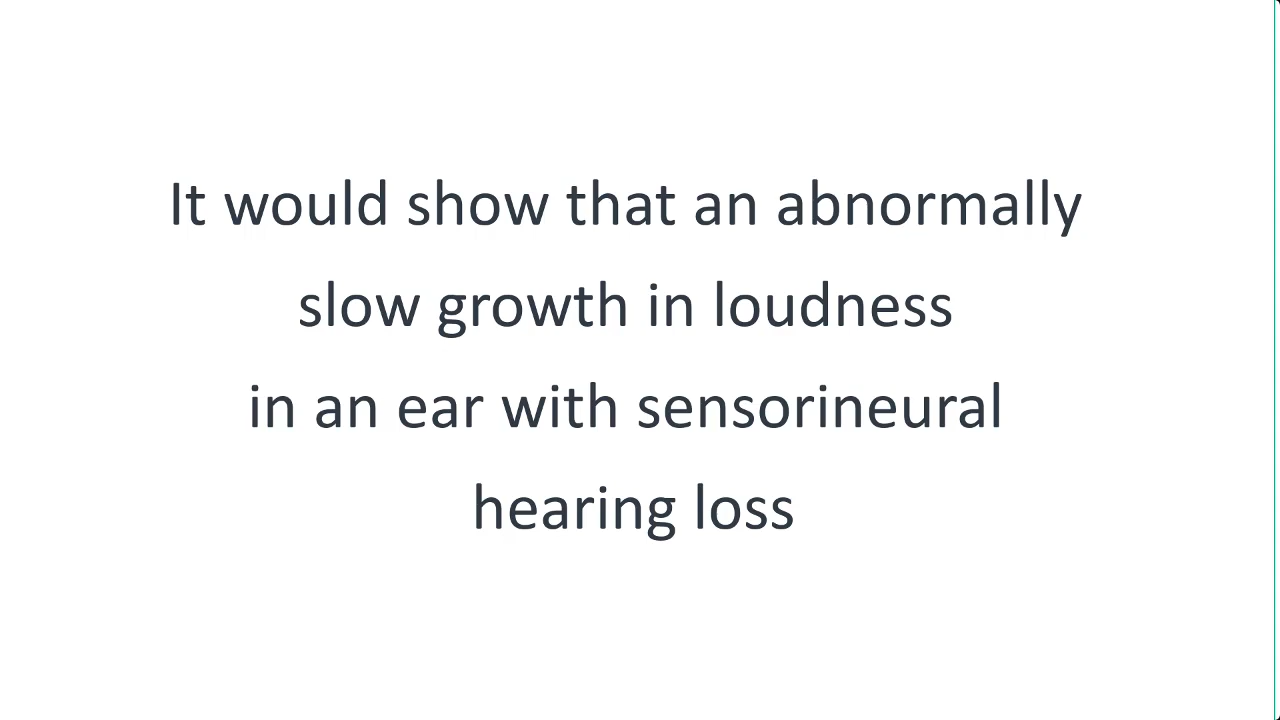 It would show that an abnormally
slow growth in loudness
in an ear with sensorineural
hearing loss